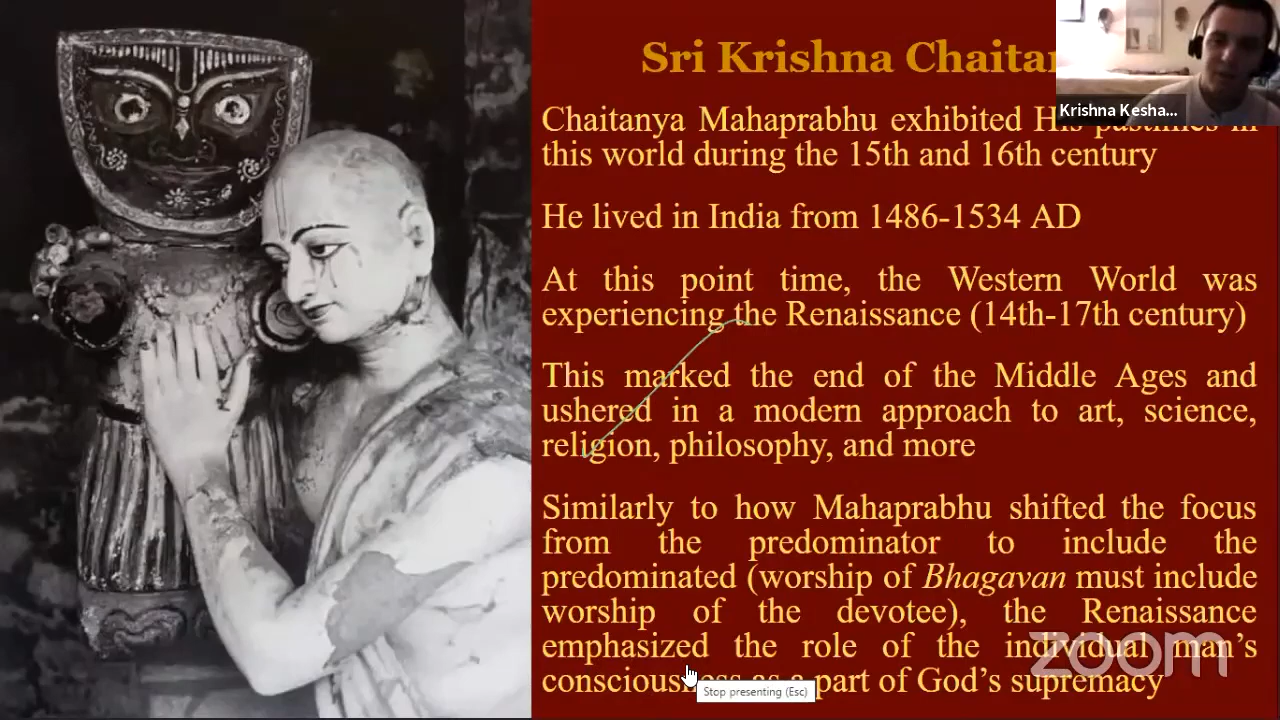 Sri Krishna Chaitan
Krishna Kesha...
Chaitanya Mahaprabhu exhibited His pastimes in
this world during the 15th and 16th century
He lived in India from 1486-1534 AD
At this point time, the Western World was
experiencing the Renaissance (14th-17th century)
This marked the end of the Middle Ages and
ushered in a modern approach to art, science,
religion, philosophy, and more
Similarly to how Mahaprabhu shifted the focus
from the predominator to include the
predominated (worship of Bhagavan must include
worship of the devotee), the Renaissance
emphasized the role of the individual man's
consciousness as a part of God's supremacy
zoom
Stop presenting (Esc)